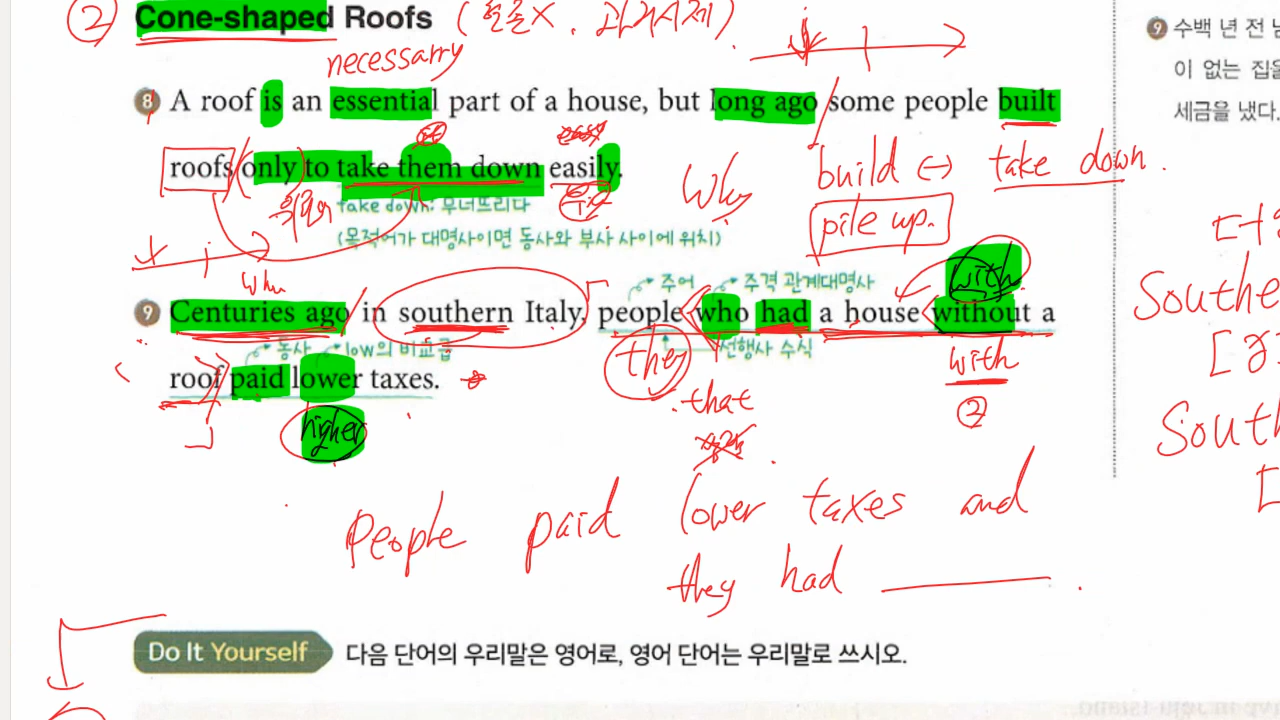 ② Cone-shaped Roofs (현존X, 과거시제).
necessarry
⑧ A roof is an essential part of a house, but long ago some people built
roofs only to take them down easily.
take down: 무너뜨리다
(목적어가 대명사이면 동사와 부사 사이에 위치)
Why
build ↔ take down.
pile up.
주어 주격 관계대명사
with
⑨ Centuries ago in southern Italy, people who had a house without a
they
선행사 수식
with
②
that
동사 low의 비교급
roof paid lower taxes.
higher
People paid lower taxes and
they had ________.
Do It Yourself 다음 단어의 우리말은 영어로, 영어 단어는 우리말로 쓰시오.
⑨ 수백 년 전 남
이 없는 집을
세금을 냈다.
Southe
[
South
[